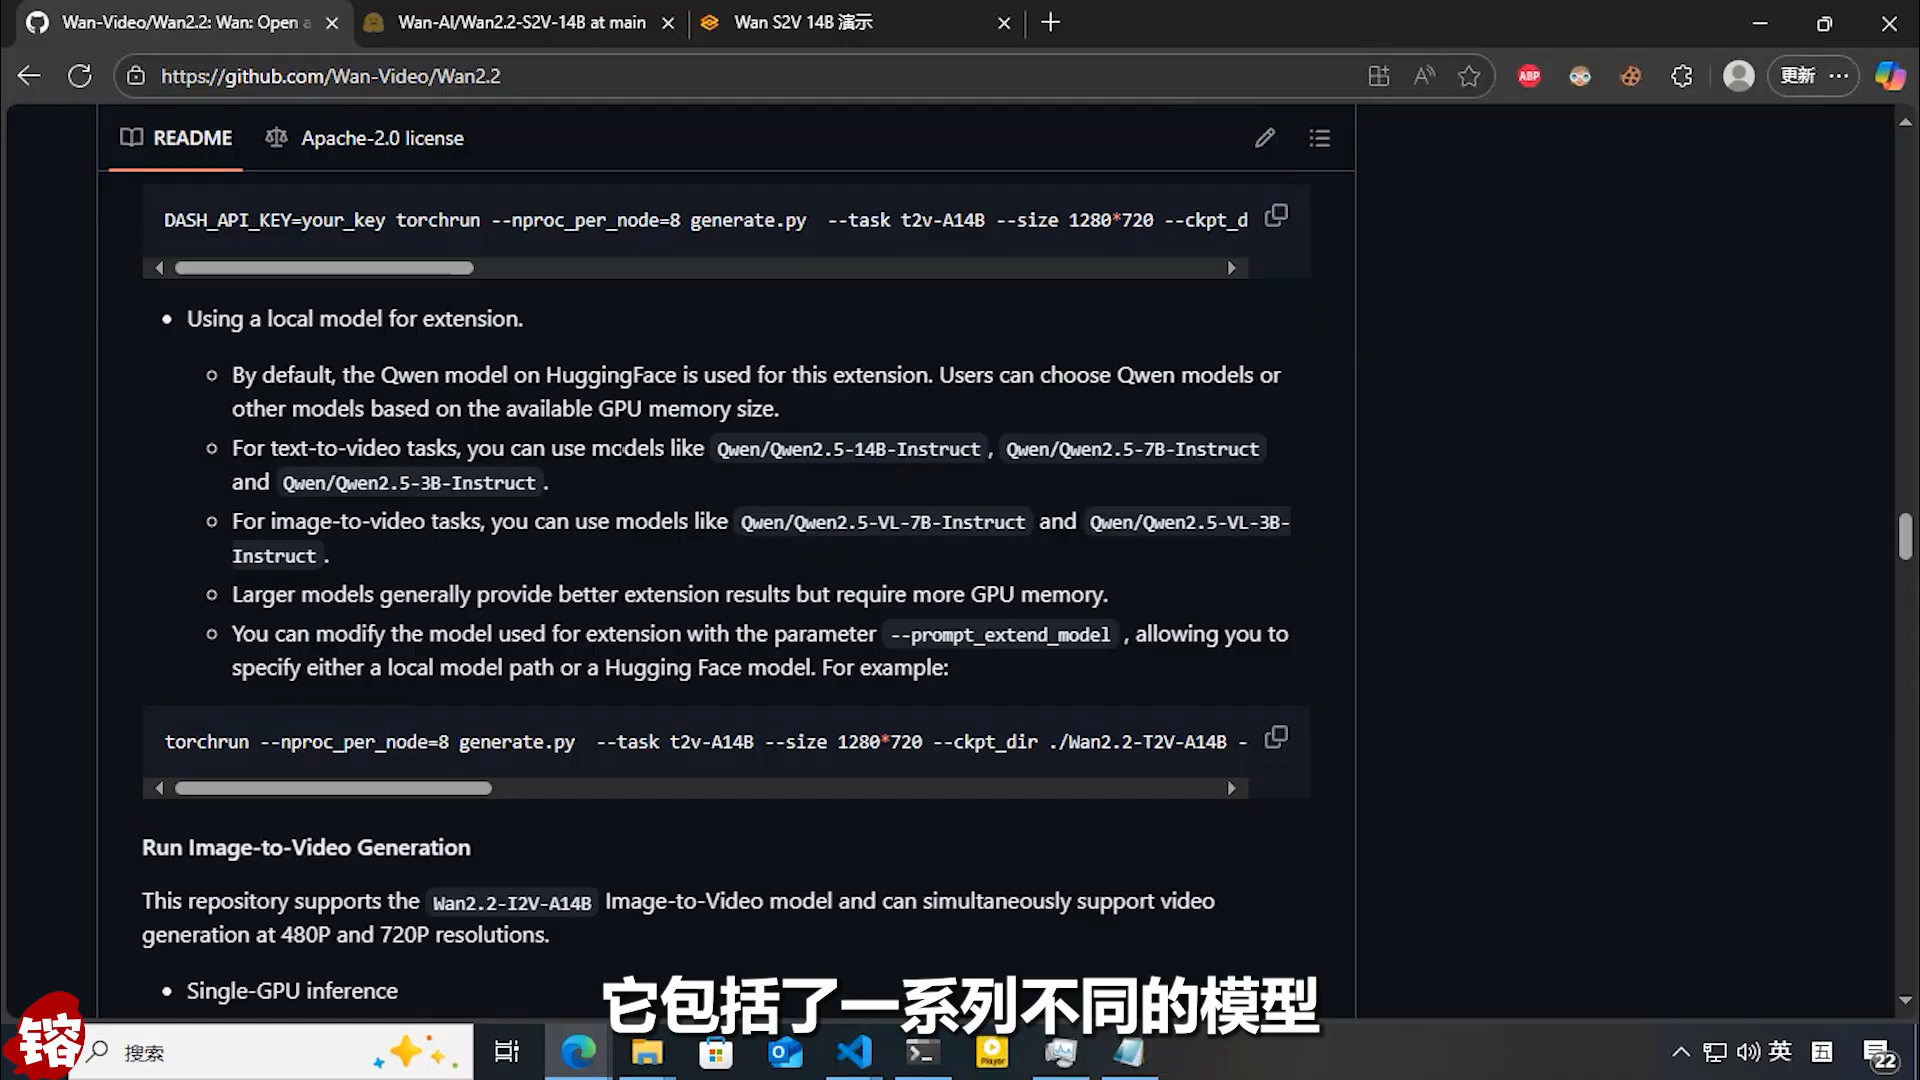 Wan-Video/Wan2.2: Wan: Open a
Wan-AI/Wan2.2-S2V-14B at main
Wan S2V 14B 演示
https://github.com/Wan-Video/Wan2.2
ABP
更新
README
Apache-2.0 license
DASH_API_KEY=your_key torchrun --nproc_per_node=8 generate.py  --task t2v-A14B --size 1280*720 --ckpt_d
• Using a local model for extension.
By default, the Qwen model on HuggingFace is used for this extension. Users can choose Qwen models or
other models based on the available GPU memory size.
For text-to-video tasks, you can use models like Qwen/Qwen2.5-14B-Instruct , Qwen/Qwen2.5-7B-Instruct
and Qwen/Qwen2.5-3B-Instruct .
For image-to-video tasks, you can use models like Qwen/Qwen2.5-VL-7B-Instruct and Qwen/Qwen2.5-VL-3B-
Instruct .
Larger models generally provide better extension results but require more GPU memory.
You can modify the model used for extension with the parameter --prompt_extend_model , allowing you to
specify either a local model path or a Hugging Face model. For example:
torchrun --nproc_per_node=8 generate.py  --task t2v-A14B --size 1280*720 --ckpt_dir ./Wan2.2-T2V-A14B -
Run Image-to-Video Generation
This repository supports the Wan2.2-I2V-A14B Image-to-Video model and can simultaneously support video
generation at 480P and 720P resolutions.
• Single-GPU inference
它包括了一系列不同的模型
镕
搜索
Player
英
五
22